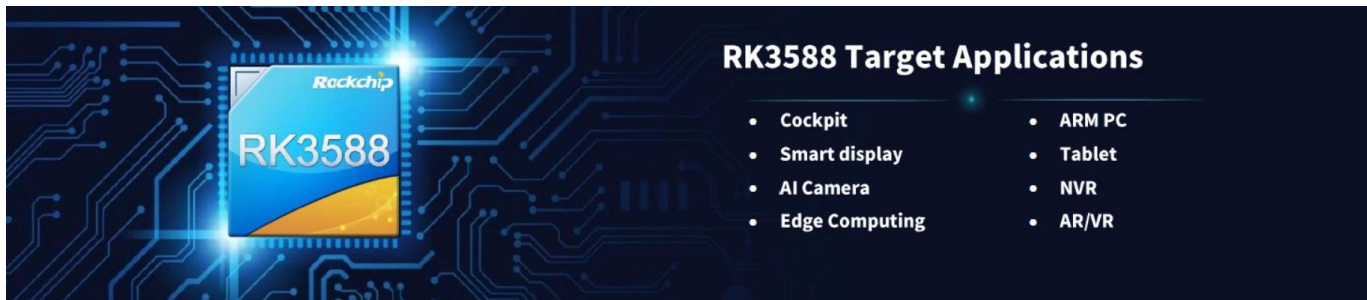 Rockchip
RK3588
RK3588 Target Applications
Cockpit
Smart display
AI Camera
Edge Computing
ARM PC
Tablet
NVR
AR/VR